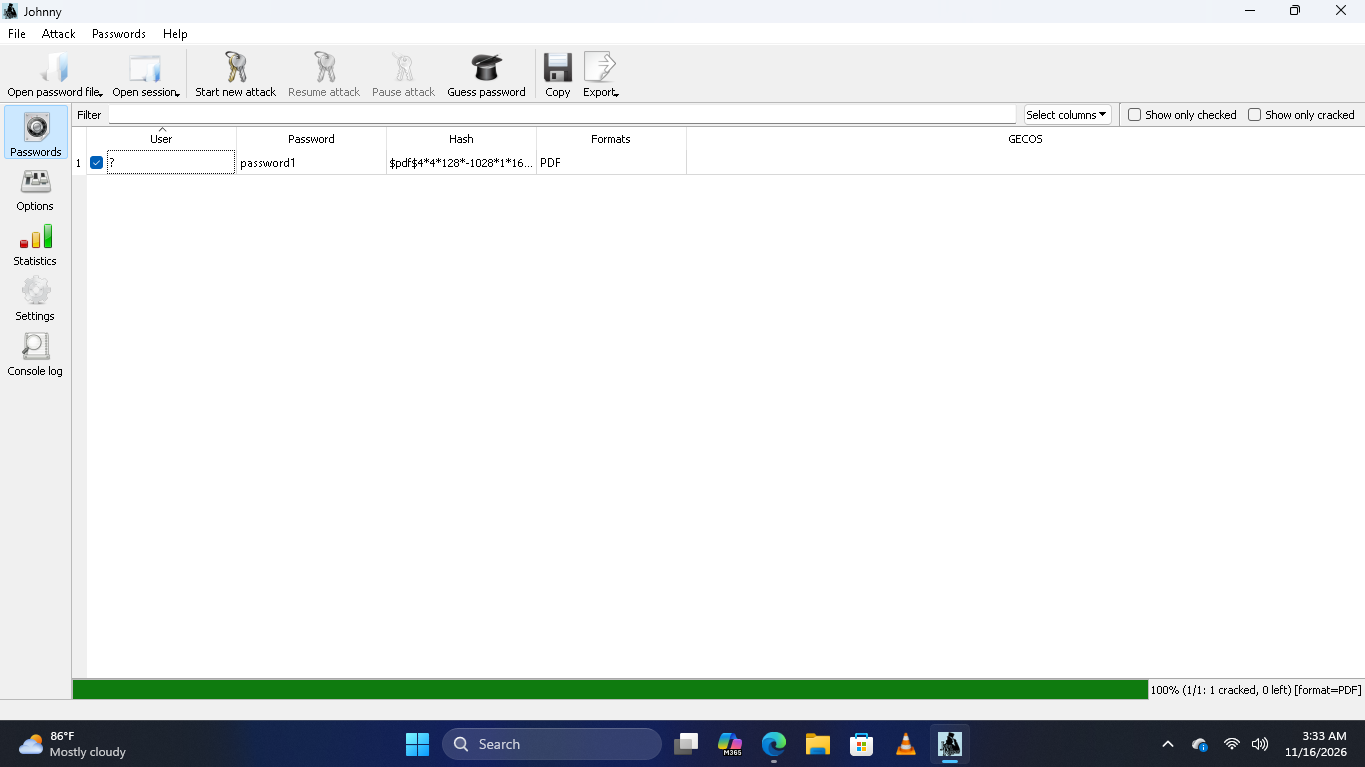 Johnny
File Attack Passwords Help
Open password file Open session Start new attack Resume attack Pause attack Guess password Copy Export
Passwords
Options
Statistics
Settings
Console log
Filter Select columns Show only checked Show only cracked
User Password Hash Formats GECOS
1 ? password1 $pdf$4*4*128*-1028*1*16... PDF
100% (1/1: 1 cracked, 0 left) [format=PDF]
86°F
Mostly cloudy
Search
M365
3:33 AM
11/16/2026